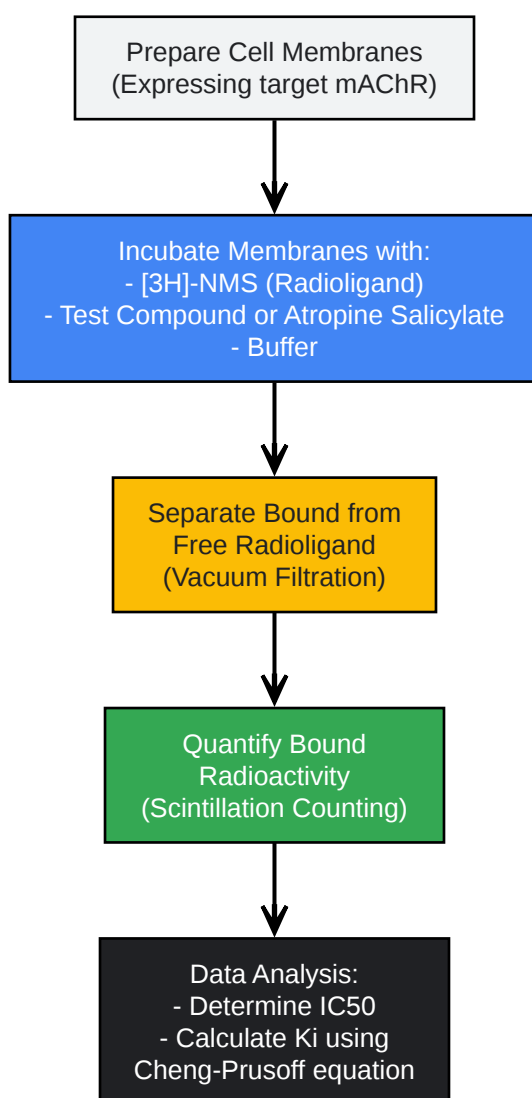 Prepare Cell Membranes
(Expressing target mAChR)
Incubate Membranes with:
- [3H]-NMS (Radioligand)
- Test Compound or Atropine Salicylate
- Buffer
Separate Bound from
Free Radioligand
(Vacuum Filtration)
Quantify Bound
Radioactivity
(Scintillation Counting)
Data Analysis:
- Determine IC50
- Calculate Ki using
Cheng-Prusoff equation